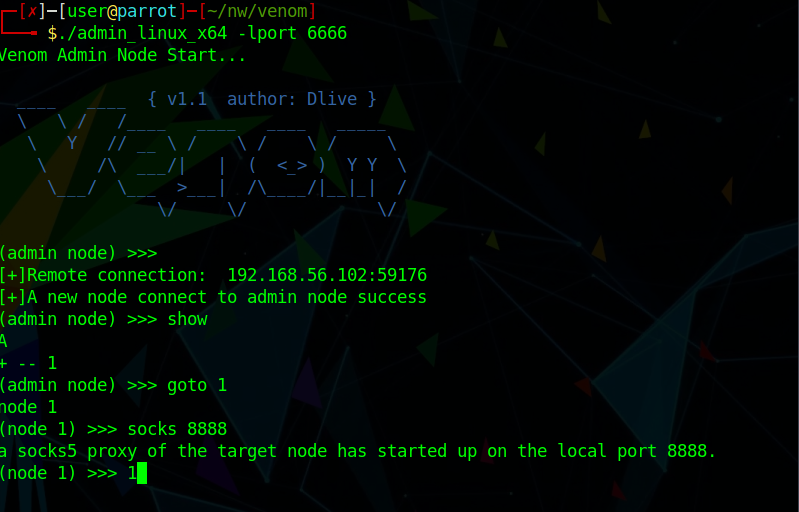 ┌─[✗]─[user@parrot]─[~/nw/venom]
└──╼ $./admin_linux_x64 -lport 6666
Venom Admin Node Start...
{ v1.1  author: Dlive }
(admin node) >>>
[+]Remote connection:  192.168.56.102:59176
[+]A new node connect to admin node success
(admin node) >>> show
A
+ -- 1
(admin node) >>> goto 1
node 1
(node 1) >>> socks 8888
a socks5 proxy of the target node has started up on the local port 8888.
(node 1) >>> 1